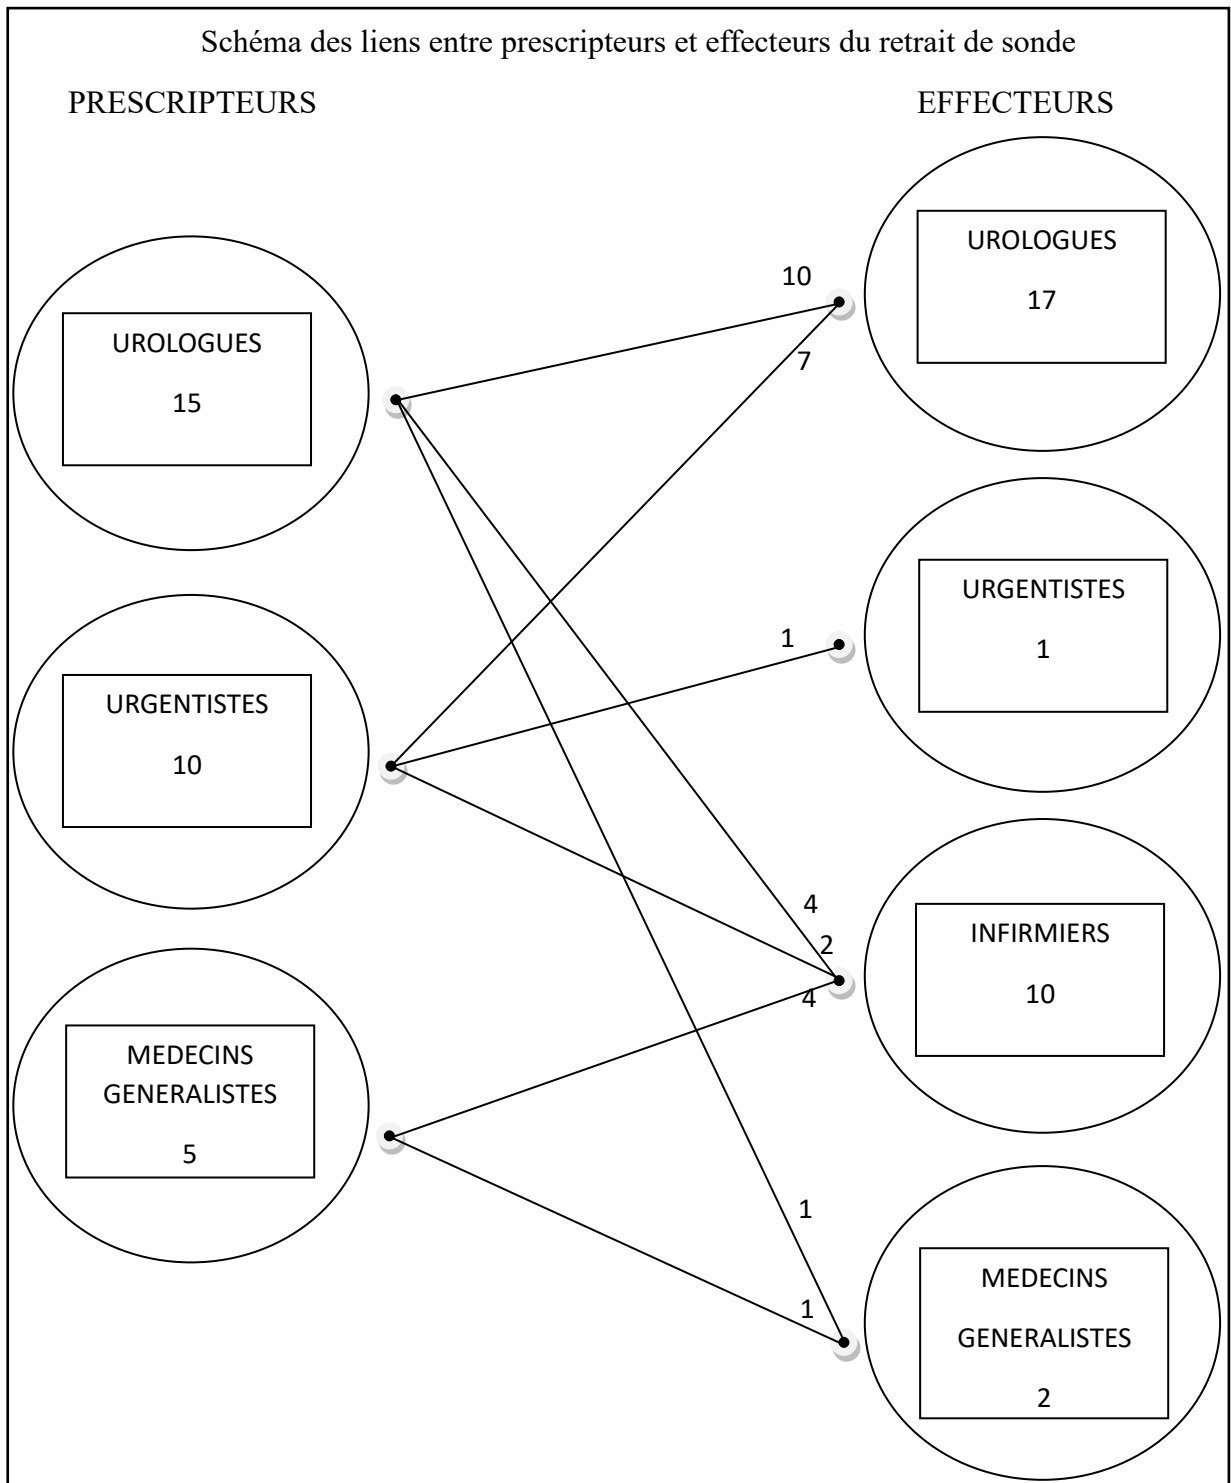 Schéma des liens entre prescripteurs et effecteurs du retrait de sonde
PRESCRIPTEURS
EFFECTEURS
UROLOGUES
15
URGENTISTES
10
MEDECINS
GENERALISTES
5
10
7
1
4
2
4
1
1
UROLOGUES
17
URGENTISTES
1
INFIRMIERS
10
MEDECINS
GENERALISTES
2